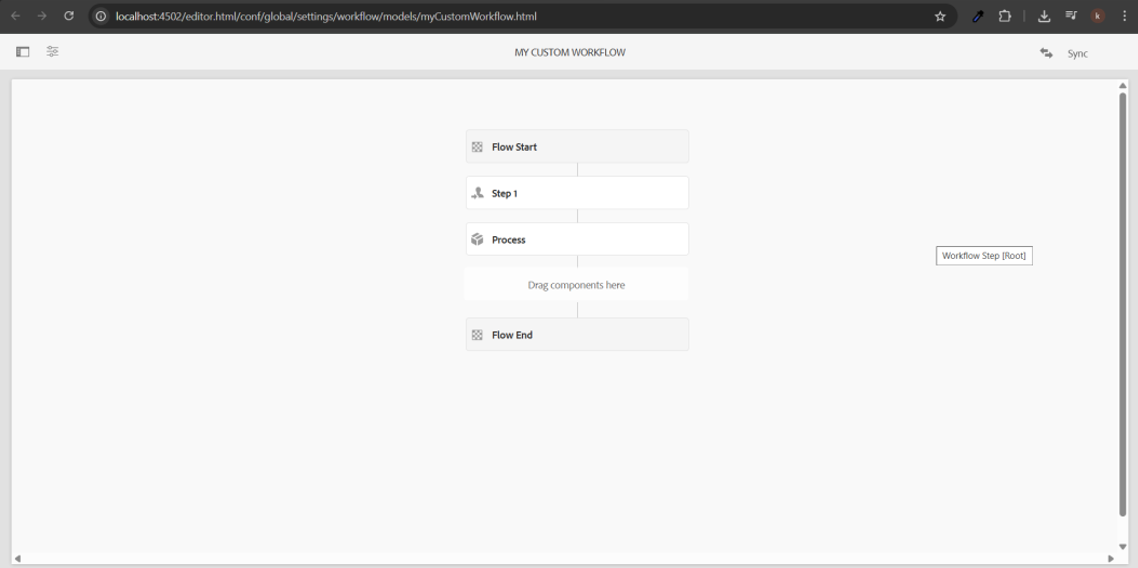 localhost:4502/editor.html/conf/global/settings/workflow/models/myCustomWorkflow.html
k
MY CUSTOM WORKFLOW
Sync
Flow Start
Step 1
Process
Workflow Step [Root]
Drag components here
Flow End